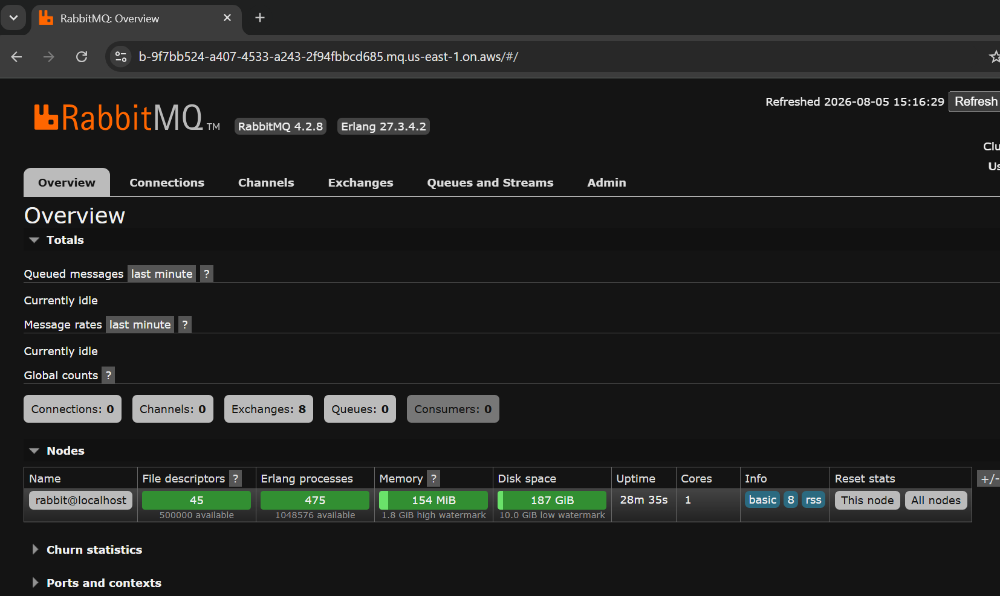 RabbitMQ: Overview
b-9f7bb524-a407-4533-a243-2f94fbbcd685.mq.us-east-1.on.aws/#/
Refreshed 2026-08-05 15:16:29 Refresh
RabbitMQ TM RabbitMQ 4.2.8 Erlang 27.3.4.2
Clu
Us
Overview Connections Channels Exchanges Queues and Streams Admin
Overview
Totals
Queued messages last minute ?
Currently idle
Message rates last minute ?
Currently idle
Global counts ?
Connections: 0 Channels: 0 Exchanges: 8 Queues: 0 Consumers: 0
Nodes
Name File descriptors ? Erlang processes Memory ? Disk space Uptime Cores Info Reset stats +/-
rabbit@localhost 45 475 154 MiB 187 GiB 28m 35s 1 basic 8 rss This node All nodes
500000 available 1048576 available 1.8 GiB high watermark 10.0 GiB low watermark
Churn statistics
Ports and contexts